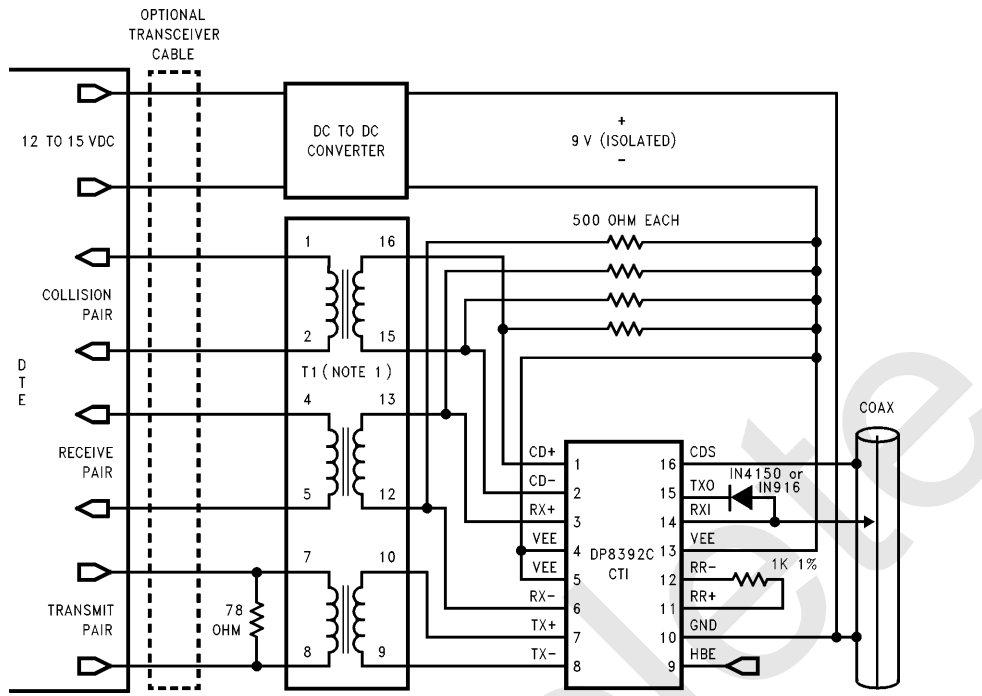 OPTIONAL
TRANSCEIVER
CABLE
12 TO 15 VDC
DC TO DC
CONVERTER
+
9 V (ISOLATED)
-
500 OHM EACH
1
16
COLLISION
PAIR
2
15
T1 (NOTE 1)
D
T
E
4
13
RECEIVE
PAIR
5
12
7
10
TRANSMIT
PAIR
78
OHM
8
9
COAX
CD+
1
16
CDS
IN4150 or
IN916
CD-
2
15
TXO
RX+
3
14
RXI
VEE
4
13
VEE
DP8392C
CTI
1K 1%
VEE
5
12
RR-
RX-
6
11
RR+
TX+
7
10
GND
TX-
8
9
HBE
lete